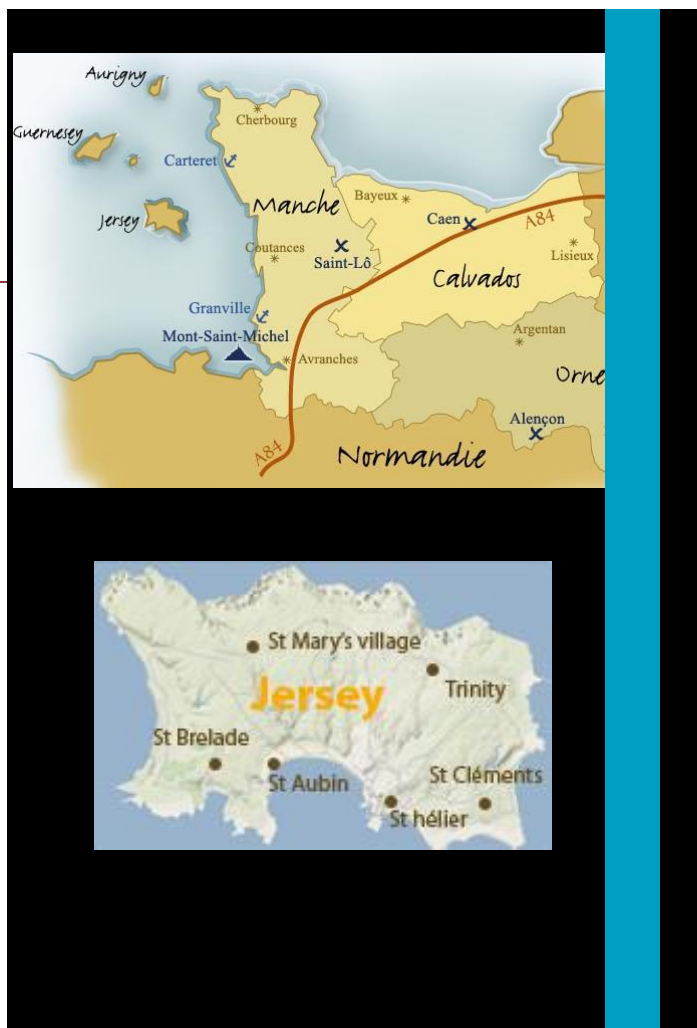 Aurigny
Cherbourg
Guernesey
Carteret
Manche
Bayeux
Jersey
Caen
A84
Coutances
Saint-Lô
Lisieux
Calvados
Granville
Mont-Saint-Michel
Argentan
Avranches
Orne
Alençon
A84
Normandie
St Mary's village
Trinity
Jersey
St Brelade
St Aubin
St Cléments
St hélier